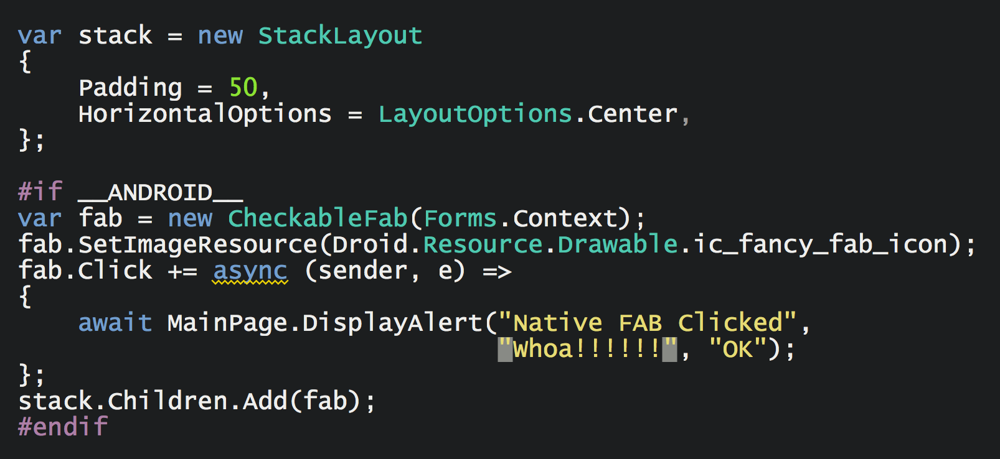 var stack = new StackLayout
{
    Padding = 50,
    HorizontalOptions = LayoutOptions.Center,
};

#if __ANDROID__
var fab = new CheckableFab(Forms.Context);
fab.SetImageResource(Droid.Resource.Drawable.ic_fancy_fab_icon);
fab.Click += async (sender, e) =>
{
    await MainPage.DisplayAlert("Native FAB Clicked",
                                "Whoa!!!!!!", "OK");
};
stack.Children.Add(fab);
#endif